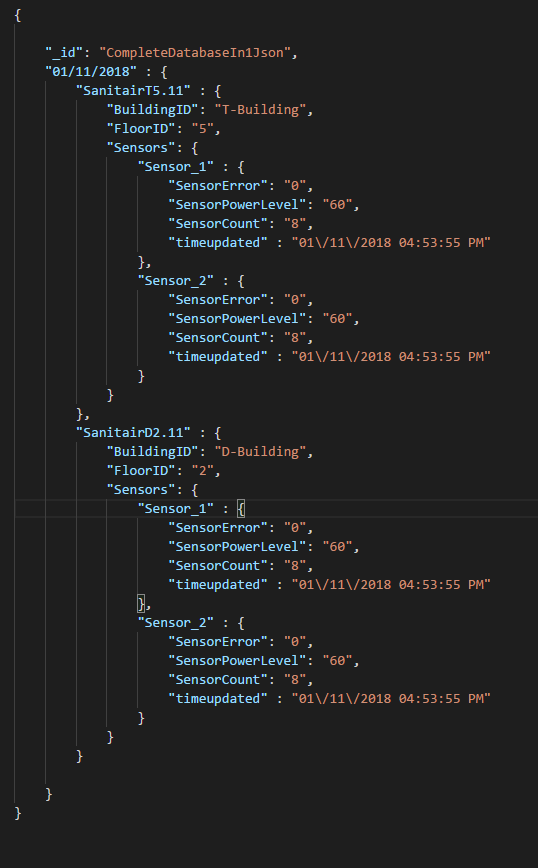 {
"_id": "CompleteDatabaseIn1Json",
"01/11/2018" : {
"SanitairT5.11" : {
"BuildingID": "T-Building",
"FloorID": "5",
"Sensors": {
"Sensor_1" : {
"SensorError": "0",
"SensorPowerLevel": "60",
"SensorCount": "8",
"timeupdated" : "01\/11\/2018 04:53:55 PM"
},
"Sensor_2" : {
"SensorError": "0",
"SensorPowerLevel": "60",
"SensorCount": "8",
"timeupdated" : "01\/11\/2018 04:53:55 PM"
}
}
},
"SanitairD2.11" : {
"BuildingID": "D-Building",
"FloorID": "2",
"Sensors": {
"Sensor_1" : {
"SensorError": "0",
"SensorPowerLevel": "60",
"SensorCount": "8",
"timeupdated" : "01\/11\/2018 04:53:55 PM"
},
"Sensor_2" : {
"SensorError": "0",
"SensorPowerLevel": "60",
"SensorCount": "8",
"timeupdated" : "01\/11\/2018 04:53:55 PM"
}
}
}
}
}